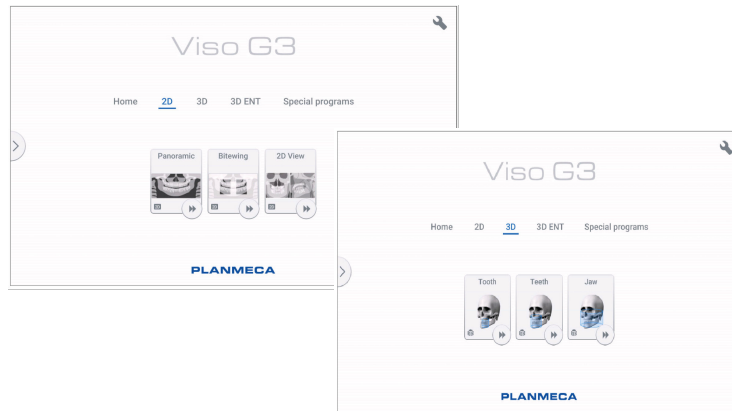 Viso G3
Home 2D 3D 3D ENT Special programs
Panoramic Bitewing 2D View
PLANMECA
Viso G3
Home 2D 3D 3D ENT Special programs
Tooth Teeth Jaw
PLANMECA